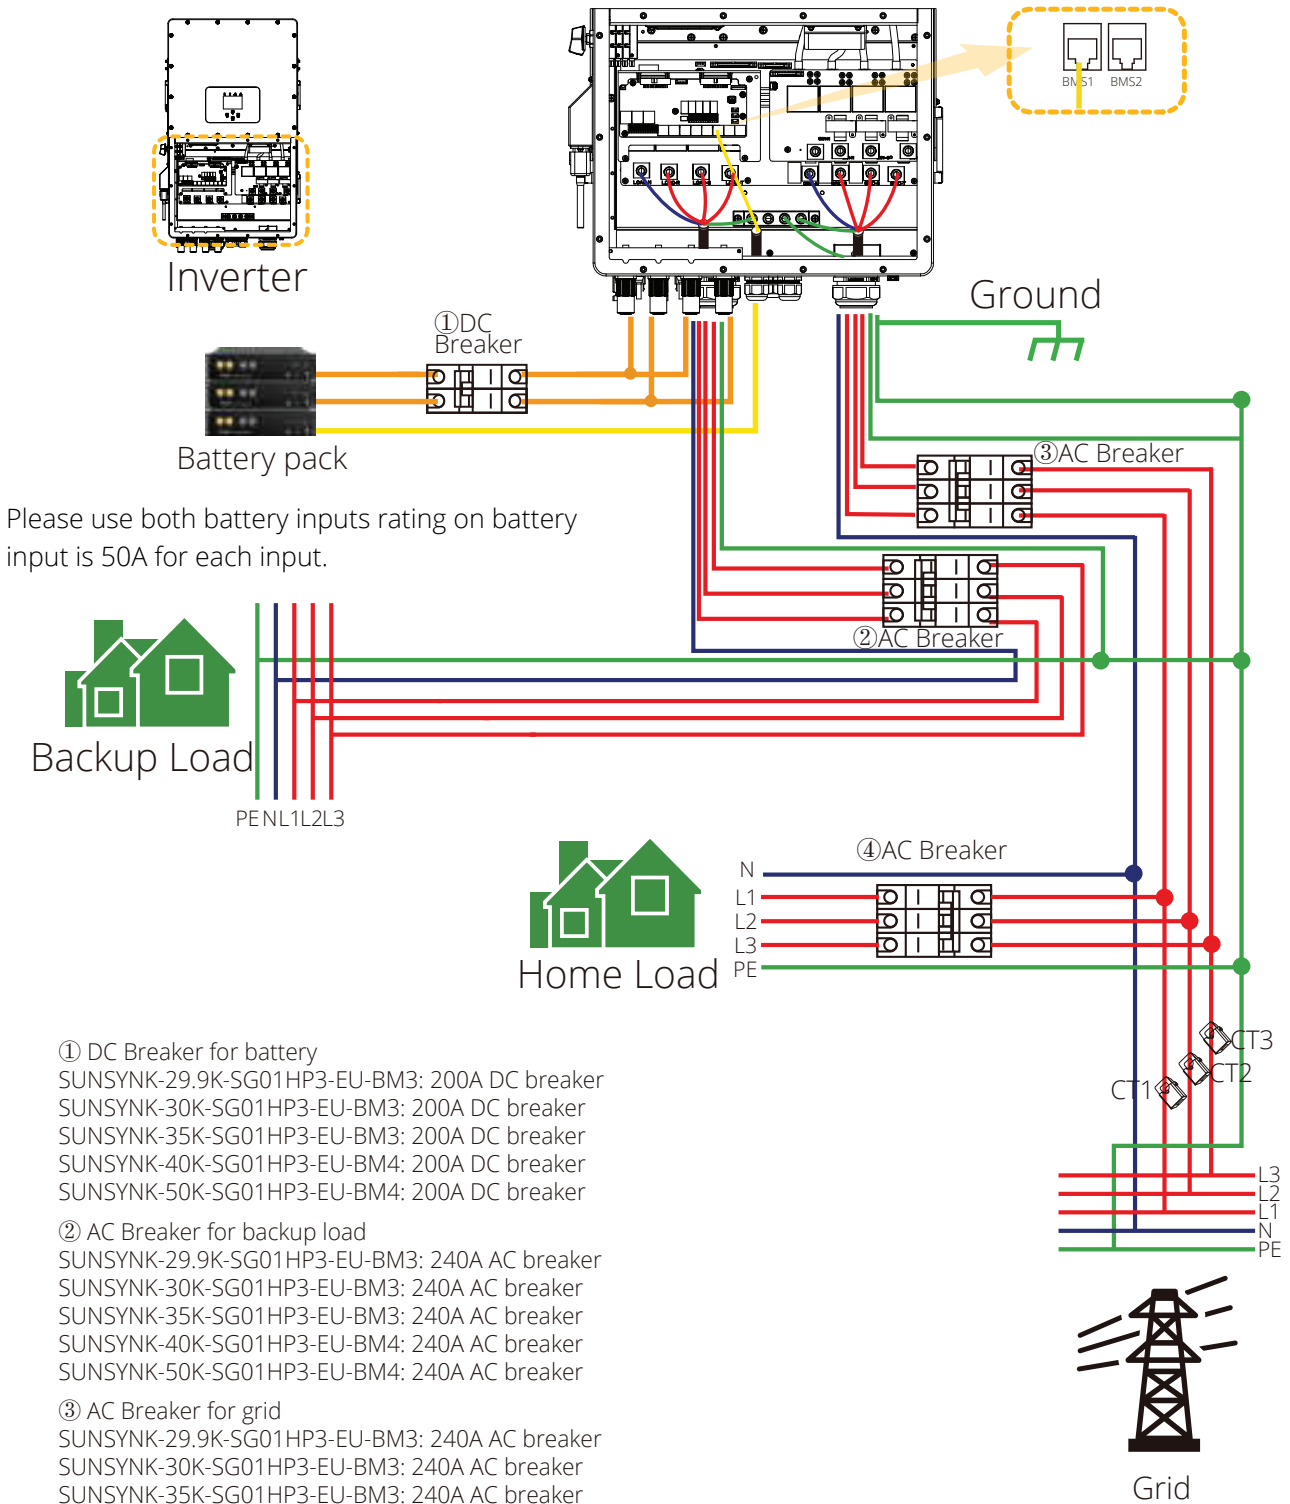 BMS1 BMS2
Inverter
Ground
①DC
Breaker
Battery pack
③AC Breaker
Please use both battery inputs rating on battery
input is 50A for each input.
②AC Breaker
Backup Load
PE N L1 L2 L3
④AC Breaker
N
L1
L2
L3
PE
Home Load
CT3
CT2
CT1
① DC Breaker for battery
SUNSYNK-29.9K-SG01HP3-EU-BM3: 200A DC breaker
SUNSYNK-30K-SG01HP3-EU-BM3: 200A DC breaker
SUNSYNK-35K-SG01HP3-EU-BM3: 200A DC breaker
SUNSYNK-40K-SG01HP3-EU-BM4: 200A DC breaker
SUNSYNK-50K-SG01HP3-EU-BM4: 200A DC breaker
L3
L2
L1
N
PE
② AC Breaker for backup load
SUNSYNK-29.9K-SG01HP3-EU-BM3: 240A AC breaker
SUNSYNK-30K-SG01HP3-EU-BM3: 240A AC breaker
SUNSYNK-35K-SG01HP3-EU-BM3: 240A AC breaker
SUNSYNK-40K-SG01HP3-EU-BM4: 240A AC breaker
SUNSYNK-50K-SG01HP3-EU-BM4: 240A AC breaker
③ AC Breaker for grid
SUNSYNK-29.9K-SG01HP3-EU-BM3: 240A AC breaker
SUNSYNK-30K-SG01HP3-EU-BM3: 240A AC breaker
SUNSYNK-35K-SG01HP3-EU-BM3: 240A AC breaker
Grid